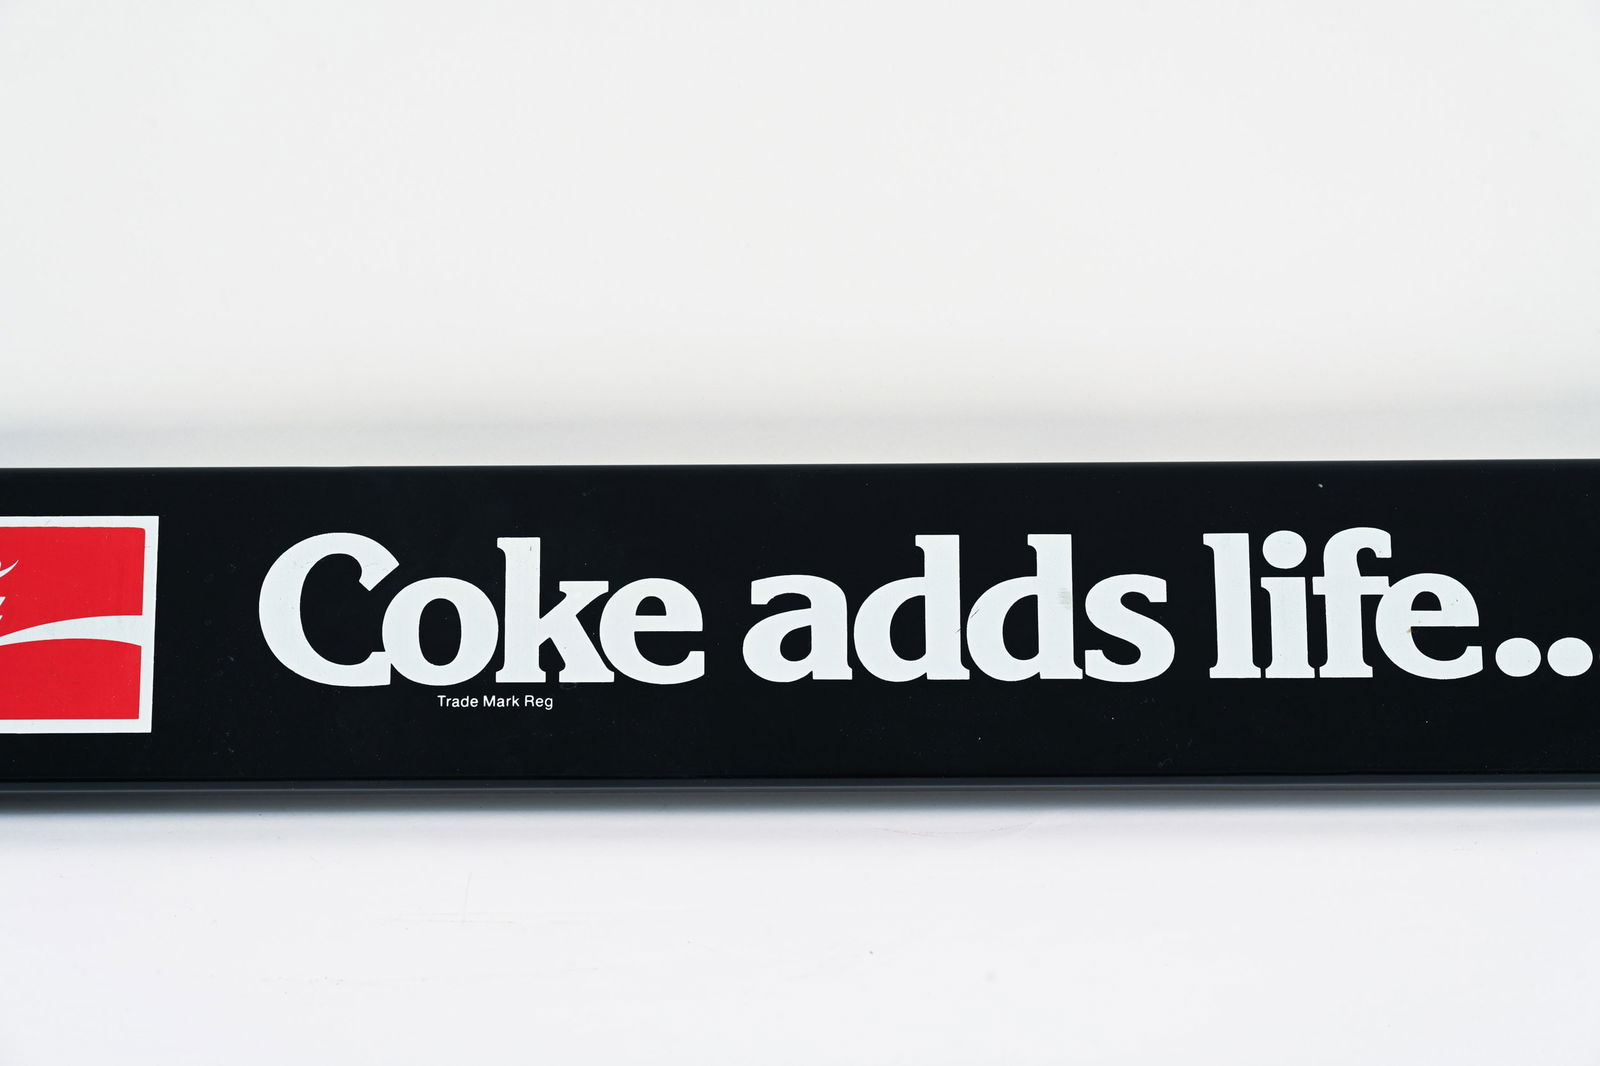 Coke adds life..
Trade Mark Reg